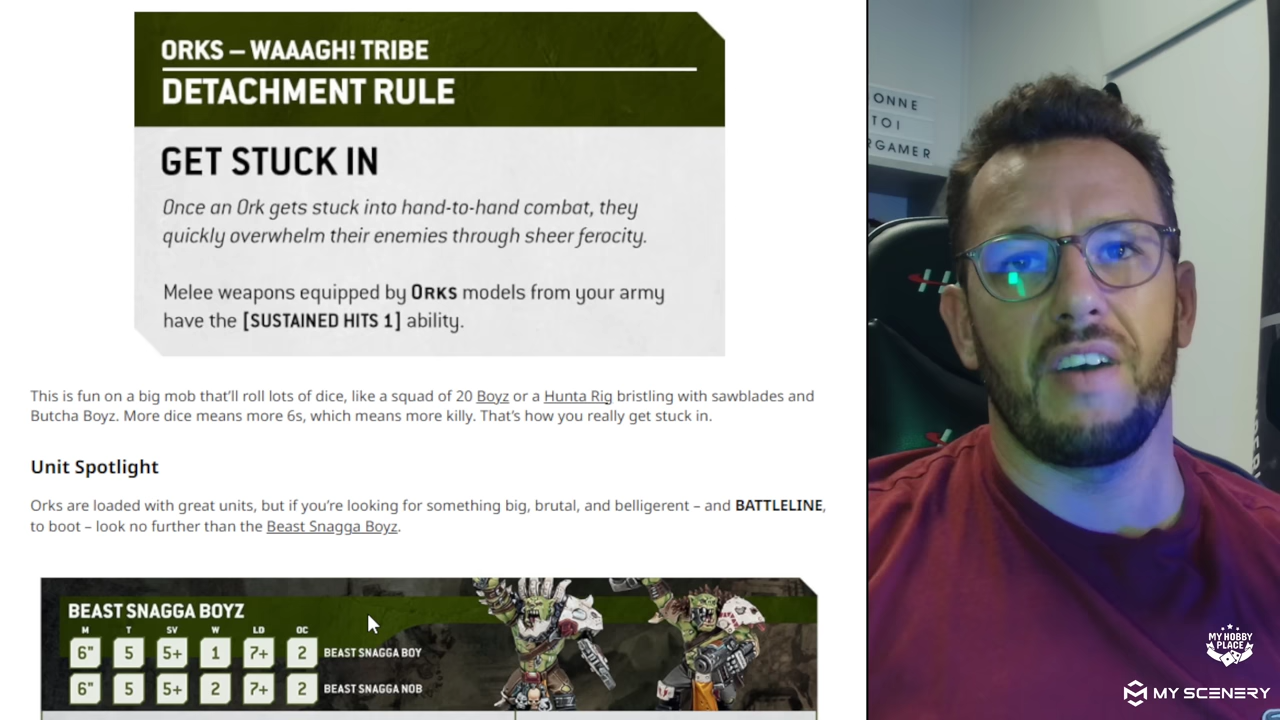 ORKS – WAAAGH! TRIBE
DETACHMENT RULE
GET STUCK IN
Once an Ork gets stuck into hand-to-hand combat, they
quickly overwhelm their enemies through sheer ferocity.
Melee weapons equipped by ORKS models from your army
have the [SUSTAINED HITS 1] ability.
This is fun on a big mob that'll roll lots of dice, like a squad of 20 Boyz or a Hunta Rig bristling with sawblades and
Butcha Boyz. More dice means more 6s, which means more killy. That's how you really get stuck in.
Unit Spotlight
Orks are loaded with great units, but if you're looking for something big, brutal, and belligerent – and BATTLELINE,
to boot – look no further than the Beast Snagga Boyz.
BEAST SNAGGA BOYZ
M T SV W LD OC
6" 5 5+ 1 7+ 2 BEAST SNAGGA BOY
6" 5 5+ 2 7+ 2 BEAST SNAGGA NOB
ONNE
TOI
RGAMER
MY HOBBY
PLACE
MY SCENERY